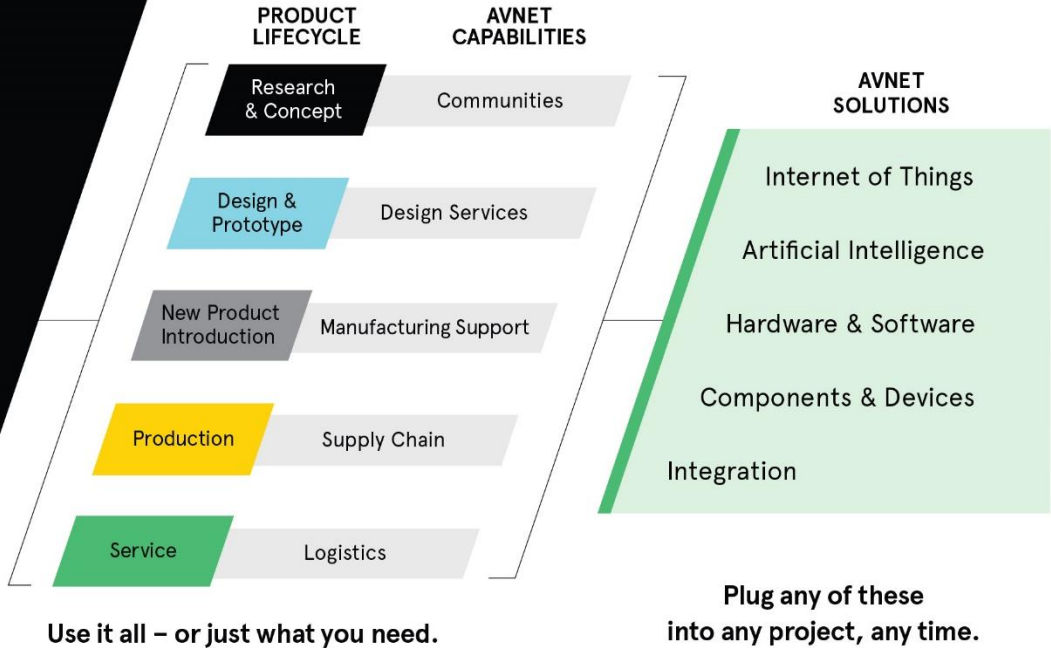 PRODUCT
LIFECYCLE
AVNET
CAPABILITIES
Research
& Concept
Communities
Design &
Prototype
Design Services
New Product
Introduction
Manufacturing Support
Production
Supply Chain
Service
Logistics
Use it all – or just what you need.
AVNET
SOLUTIONS
Internet of Things
Artificial Intelligence
Hardware & Software
Components & Devices
Integration
Plug any of these
into any project, any time.